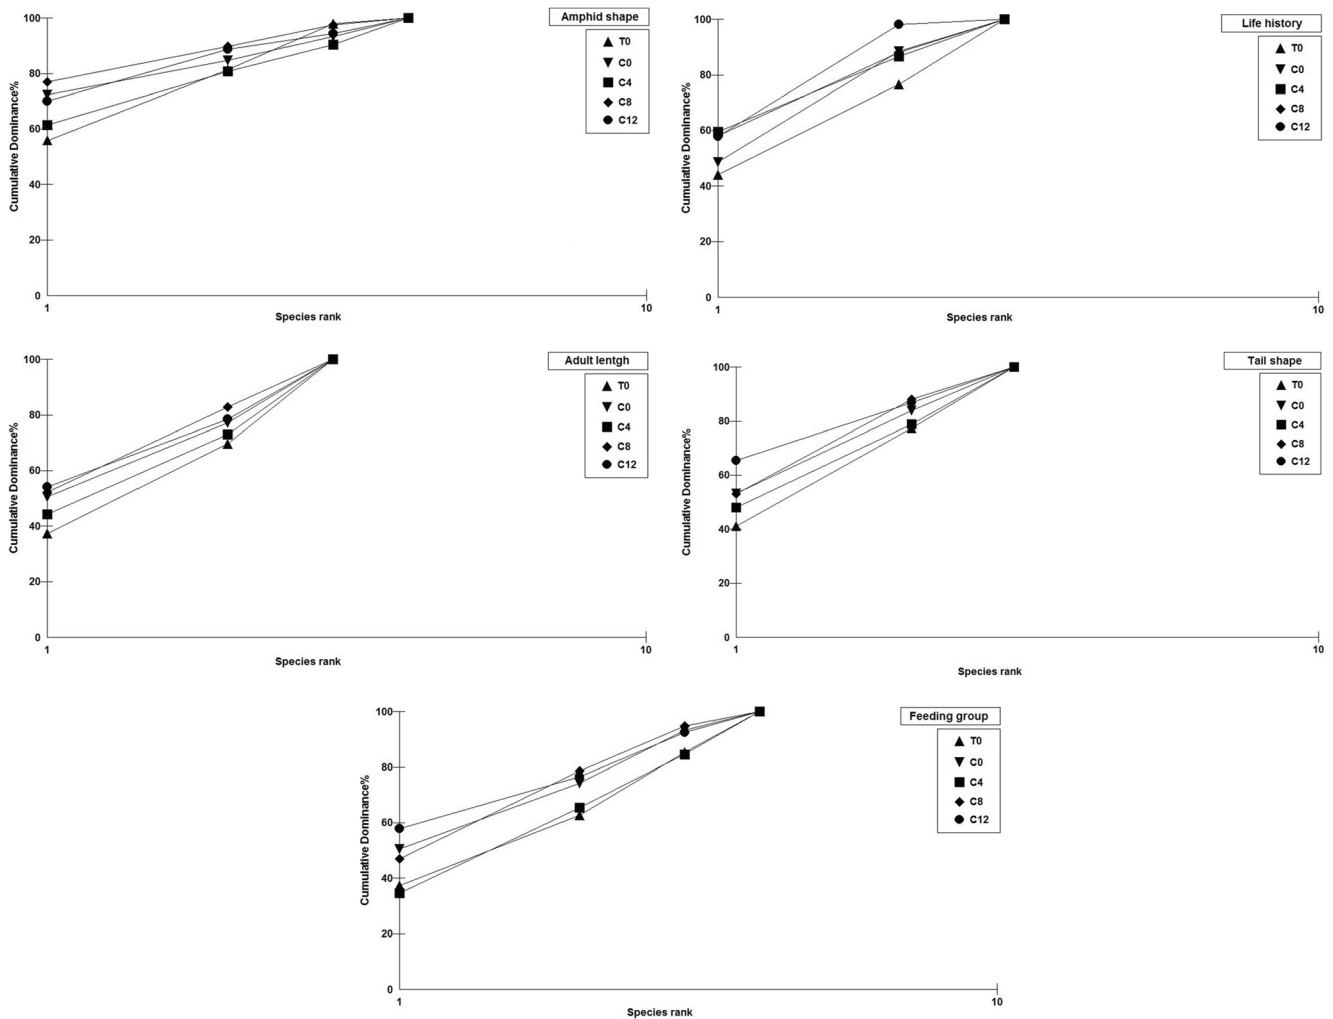 Amphid shape
T0
C0
C4
C8
C12
100
80
60
40
20
0
1
10
Cumulative Dominance%
Species rank
Life history
T0
C0
C4
C8
C12
100
80
60
40
20
0
1
10
Cumulative Dominance%
Species rank
Adult lentgh
T0
C0
C4
C8
C12
100
80
60
40
20
0
1
10
Cumulative Dominance%
Species rank
Tail shape
T0
C0
C4
C8
C12
100
80
60
40
20
0
1
10
Cumulative Dominance%
Species rank
Feeding group
T0
C0
C4
C8
C12
100
80
60
40
20
0
1
10
Cumulative Dominance%
Species rank